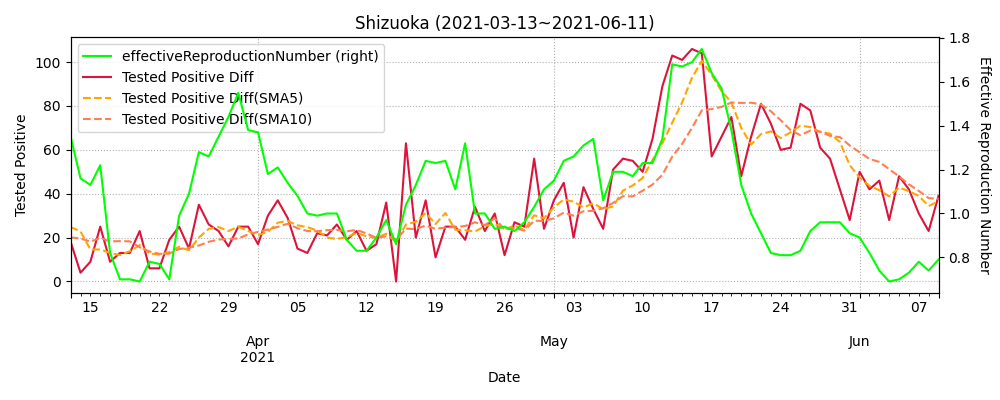 Shizuoka (2021-03-13~2021-06-11)
effectiveReproductionNumber (right)
Tested Positive Diff
Tested Positive Diff(SMA5)
Tested Positive Diff(SMA10)
Tested Positive
100
80
60
40
20
0
Effective Reproduction Number
1.8
1.6
1.4
1.2
1.0
0.8
15 22 29 05 12 19 26 03 10 17 24 31 07
Apr May Jun
2021
Date